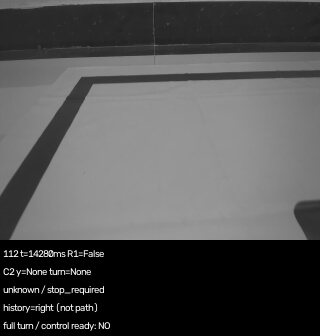 112 t=14280ms R1=False
C2 y=None turn=None
unknown / stop_required
history=right (not path)
full turn / control ready: NO